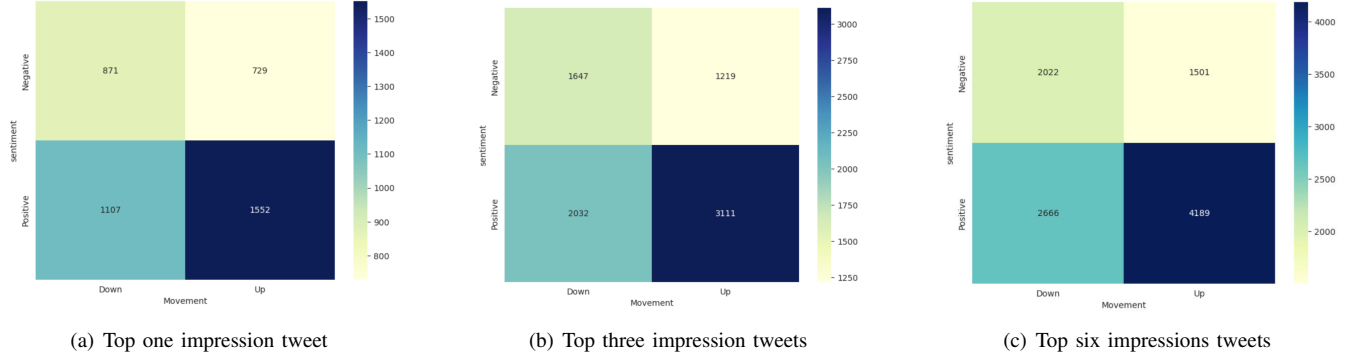 1500
1400
1300
1200
1100
1000
900
800
871
729
1107
1552
Negative
Positive
sentiment
Down
Up
Movement
(a) Top one impression tweet
3000
2750
2500
2250
2000
1750
1500
1250
1647
1219
2032
3111
Negative
Positive
sentiment
Down
Up
Movement
(b) Top three impression tweets
4000
3500
3000
2500
2000
2022
1501
2666
4189
Negative
Positive
sentiment
Down
Up
Movement
(c) Top six impressions tweets